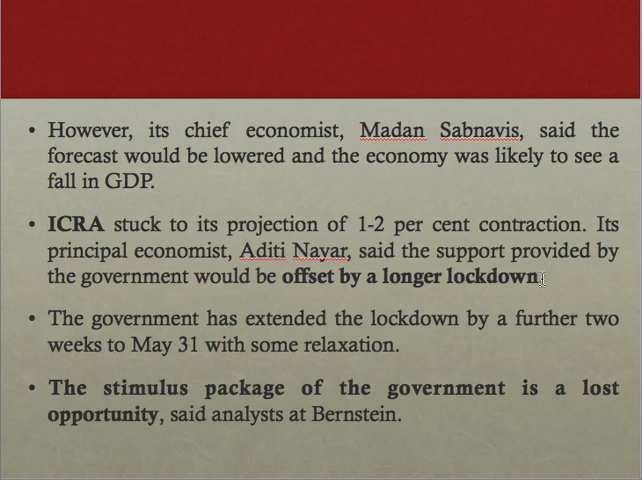 • However, its chief economist, Madan Sabnavis, said the
forecast would be lowered and the economy was likely to see a
fall in GDP.
• ICRA stuck to its projection of 1-2 per cent contraction. Its
principal economist, Aditi Nayar, said the support provided by
the government would be offset by a longer lockdown.
• The government has extended the lockdown by a further two
weeks to May 31 with some relaxation.
• The stimulus package of the government is a lost
opportunity, said analysts at Bernstein.